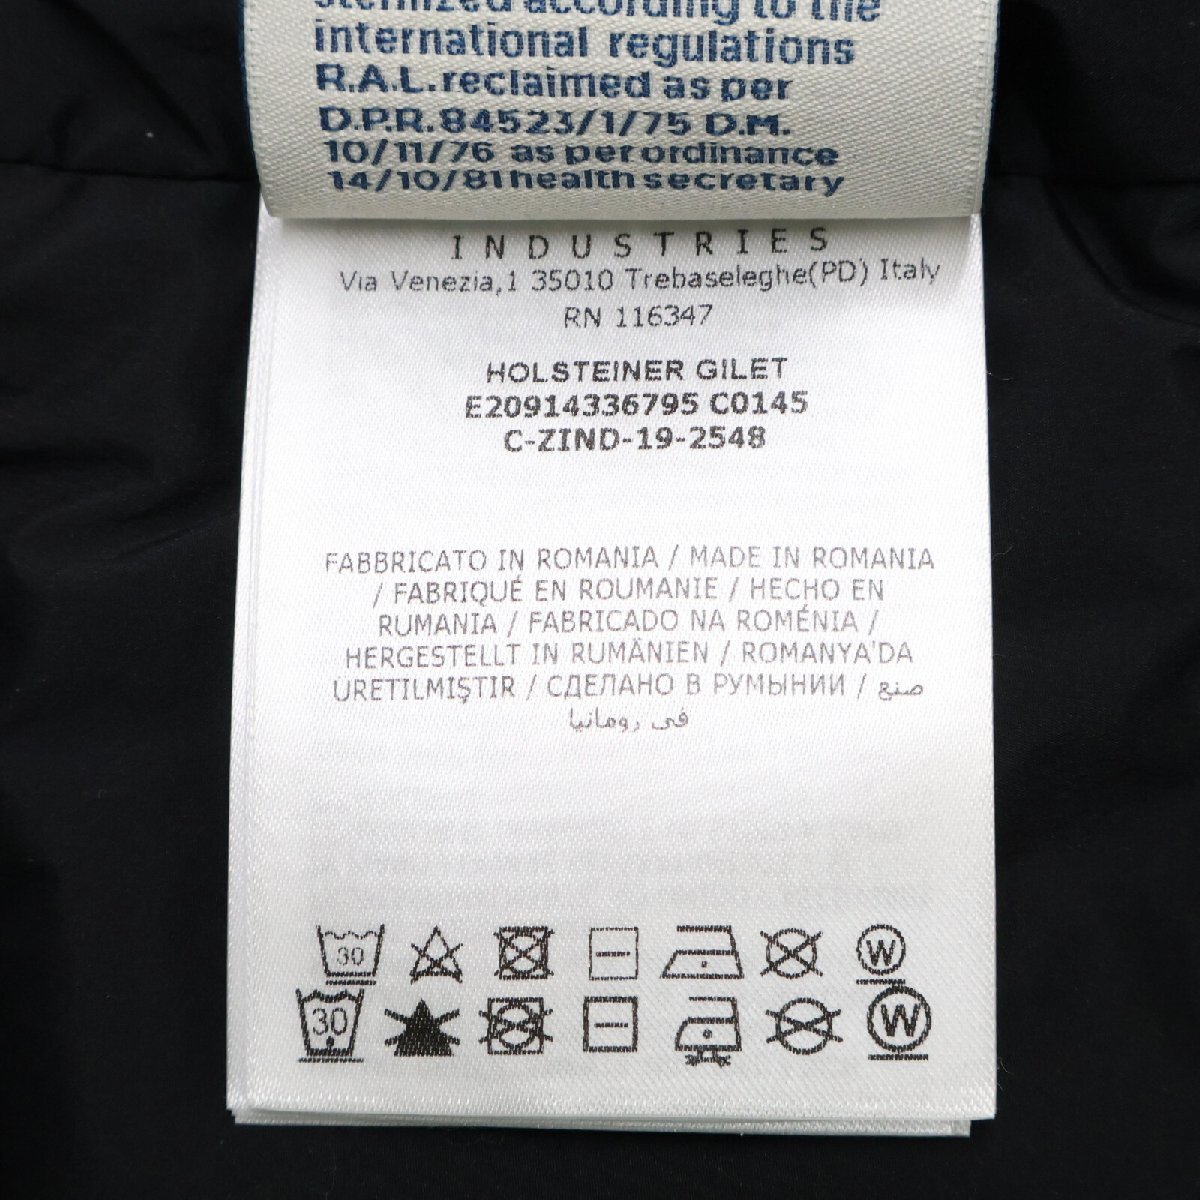 sterilized according to the
international regulations
R.A.L.reclaimed as per
D.P.R.84523/1/75 D.M.
10/11/76 as per ordinance
14/10/81 health secretary
INDUSTRIES
Via Venezia,1 35010 Trebaseleghe(PD) Italy
RN 116347
HOLSTEINER GILET
E20914336795 C0145
C-ZIND-19-2548
FABBRICATO IN ROMANIA / MADE IN ROMANIA
/ FABRIQUÉ EN ROUMANIE / HECHO EN
RUMANIA / FABRICADO NA ROMÉNIA /
HERGESTELLT IN RUMÄNIEN / ROMANYA'DA
ÜRETILMIŞTIR / СДЕЛАНО В РУМЫНИИ / صنع
في رومانيا
30 W
30 W